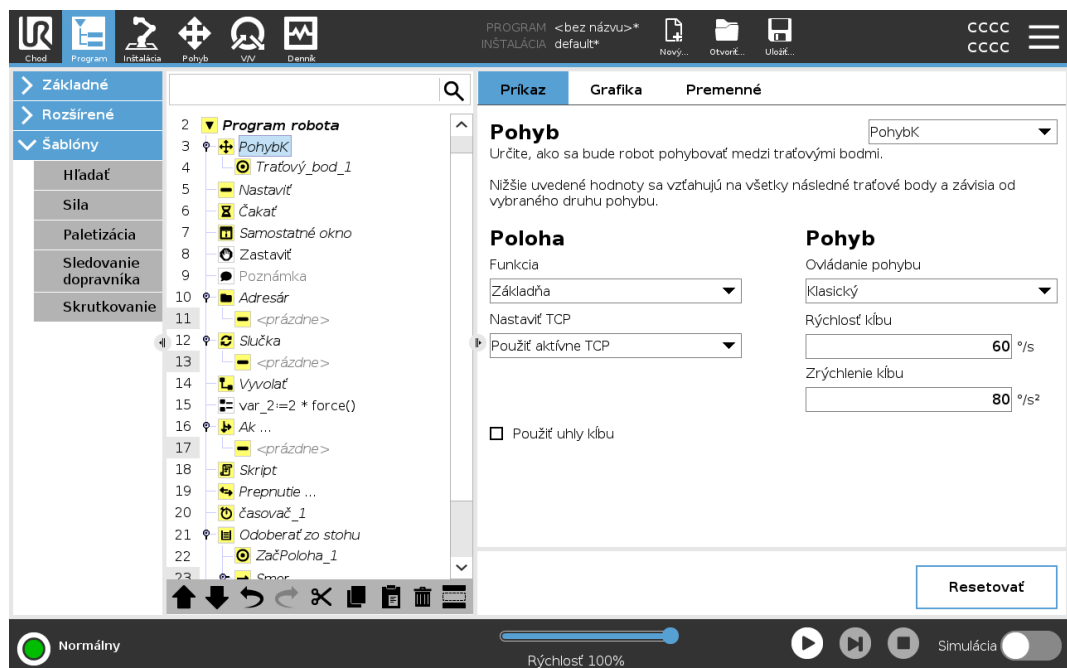 PROGRAM <bez názvu>*
INŠTALÁCIA default*
CCCC
CCCC
Chod
Program
Inštalácia
Pohyb
V/V
Denník
Nový...
Otvoriť...
Uložiť...
Základné
Rozšírené
Šablóny
Hľadať
Sila
Paletizácia
Sledovanie
dopravníka
Skrutkovanie
2 Program robota
3 PohybK
4 Traťový_bod_1
5 Nastaviť
6 Čakať
7 Samostatné okno
8 Zastaviť
9 Poznámka
10 Adresár
11 <prázdne>
12 Slučka
13 <prázdne>
14 Vyvolať
15 var_2:=2 * force()
16 Ak ...
17 <prázdne>
18 Skript
19 Prepnutie ...
20 časovač_1
21 Odoberať zo stohu
22 ZačPoloha_1
23 Smer
Príkaz
Grafika
Premenné
Pohyb
PohybK
Určite, ako sa bude robot pohybovať medzi traťovými bodmi.
Nižšie uvedené hodnoty sa vzťahujú na všetky následné traťové body a závisia od
vybraného druhu pohybu.
Poloha
Funkcia
Základňa
Nastaviť TCP
Použiť aktívne TCP
Použiť uhly kĺbu
Pohyb
Ovládanie pohybu
Klasický
Rýchlosť kĺbu
60 °/s
Zrýchlenie kĺbu
80 °/s²
Resetovať
Normálny
Rýchlosť 100%
Simulácia